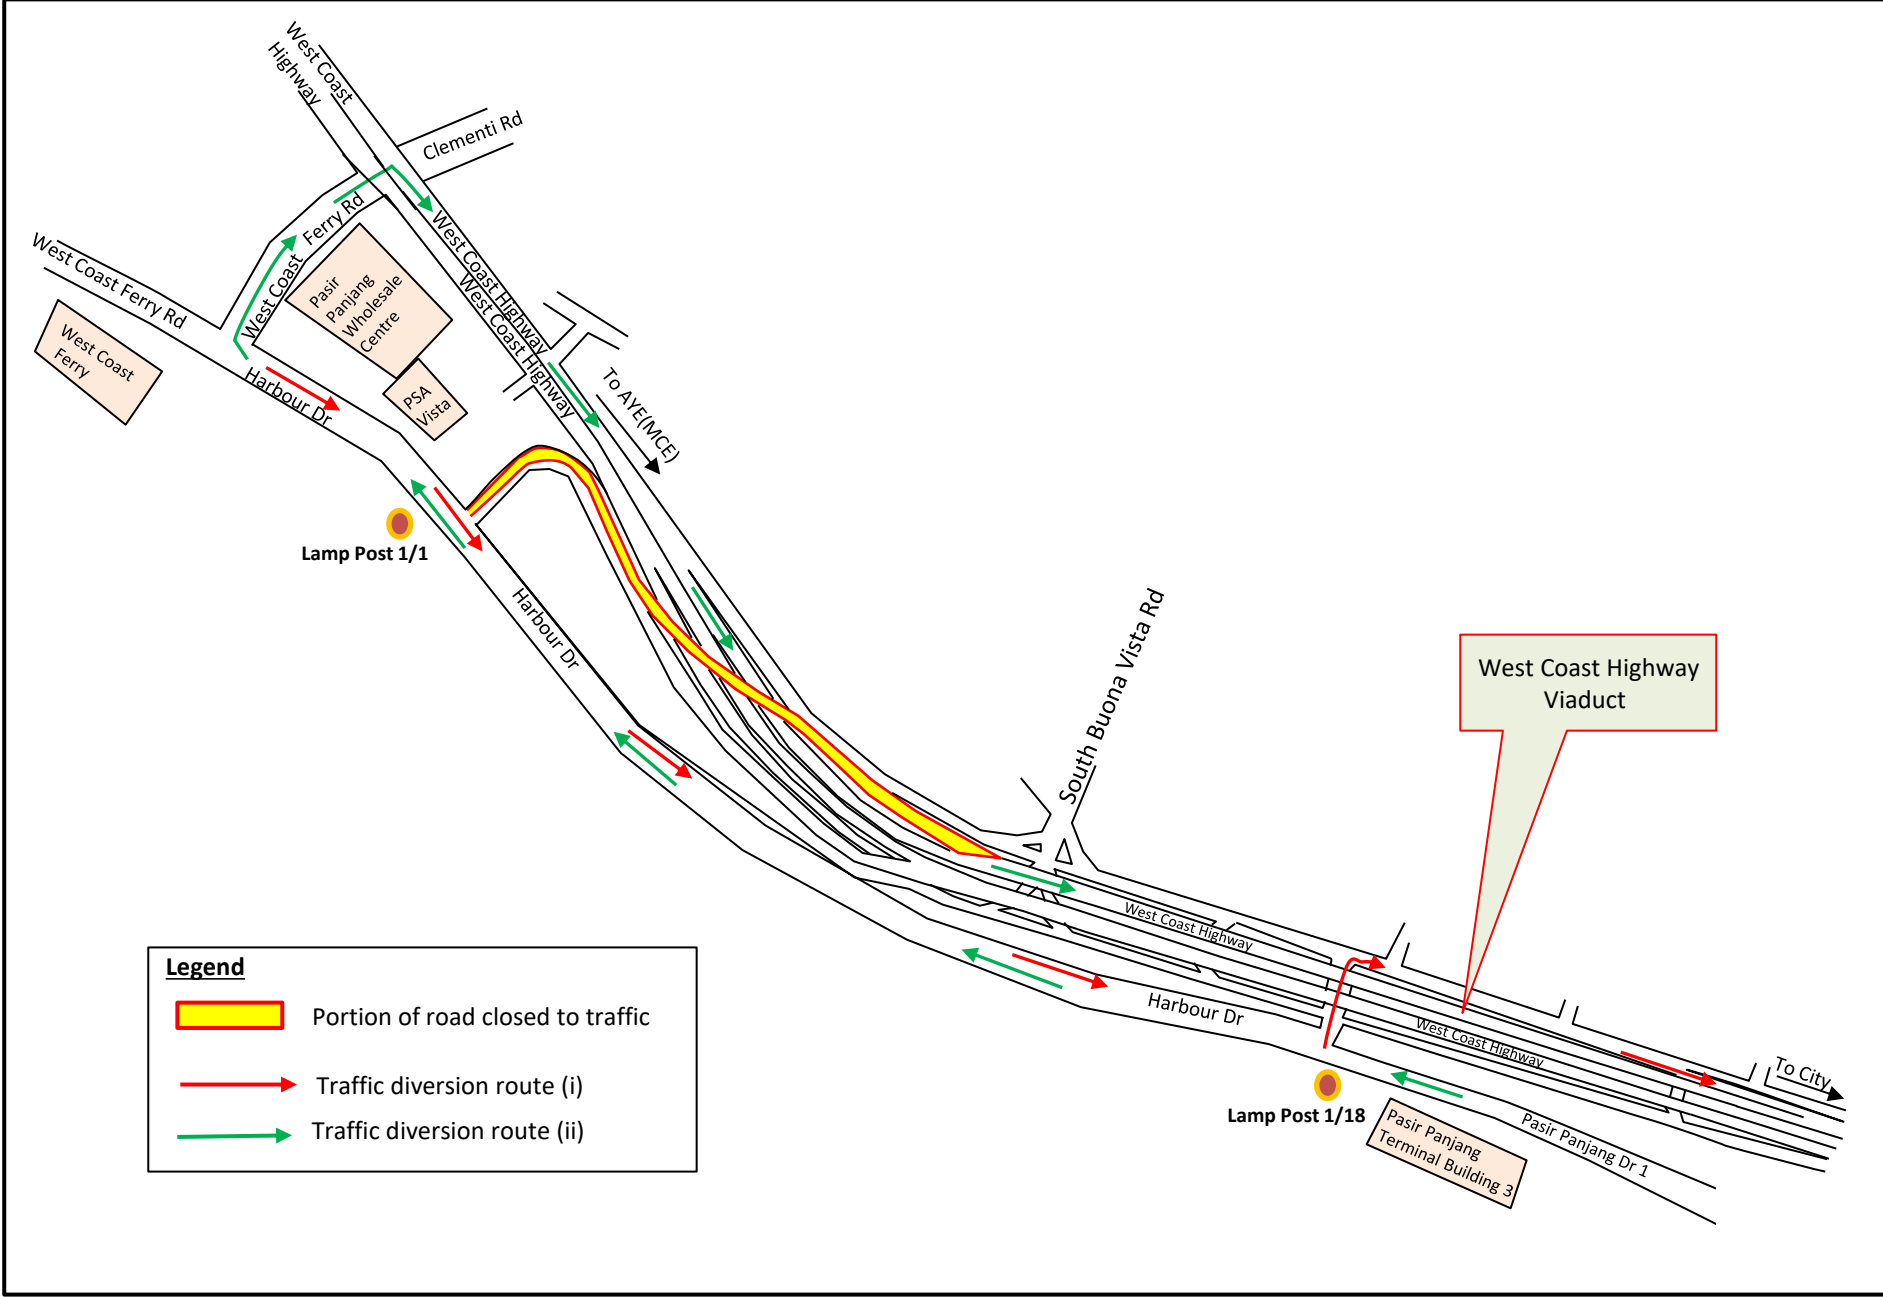 West Coast
Highway
Clementi Rd
West Coast
Ferry Rd
West Coast Ferry Rd
West Coast
Ferry
Pasir
Panjang
Wholesale
Centre
PSA
Vista
West Coast Highway
West Coast Highway
To AYE(MCE)
Harbour Dr
Lamp Post 1/1
Harbour Dr
South Buona Vista Rd
West Coast Highway
Viaduct
West Coast Highway
West Coast Highway
Harbour Dr
To City
Lamp Post 1/18
Pasir Panjang
Terminal Building 3
Pasir Panjang Dr 1
Legend
Portion of road closed to traffic
Traffic diversion route (i)
Traffic diversion route (ii)